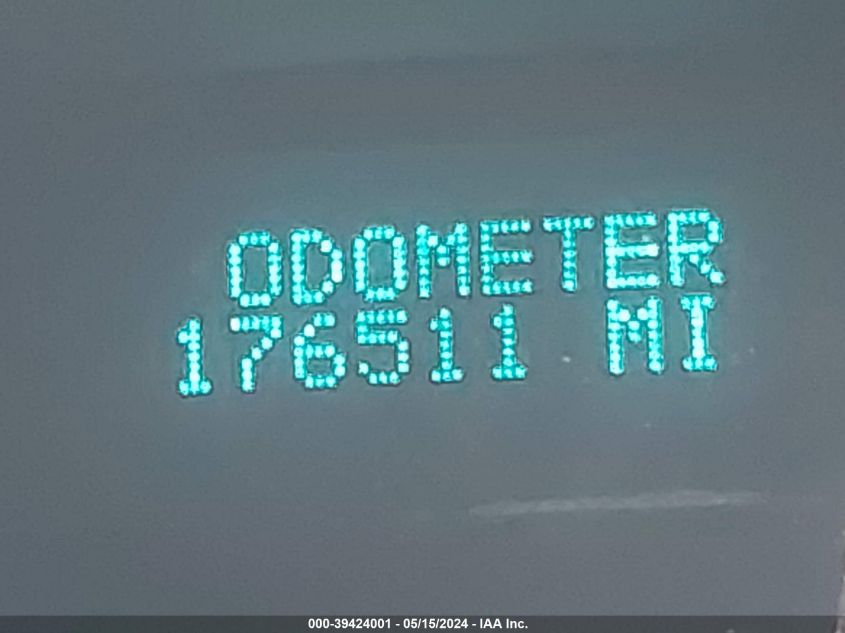 ODOMETER
176511 MI
000-39424001 - 05/15/2024 - IAA Inc.